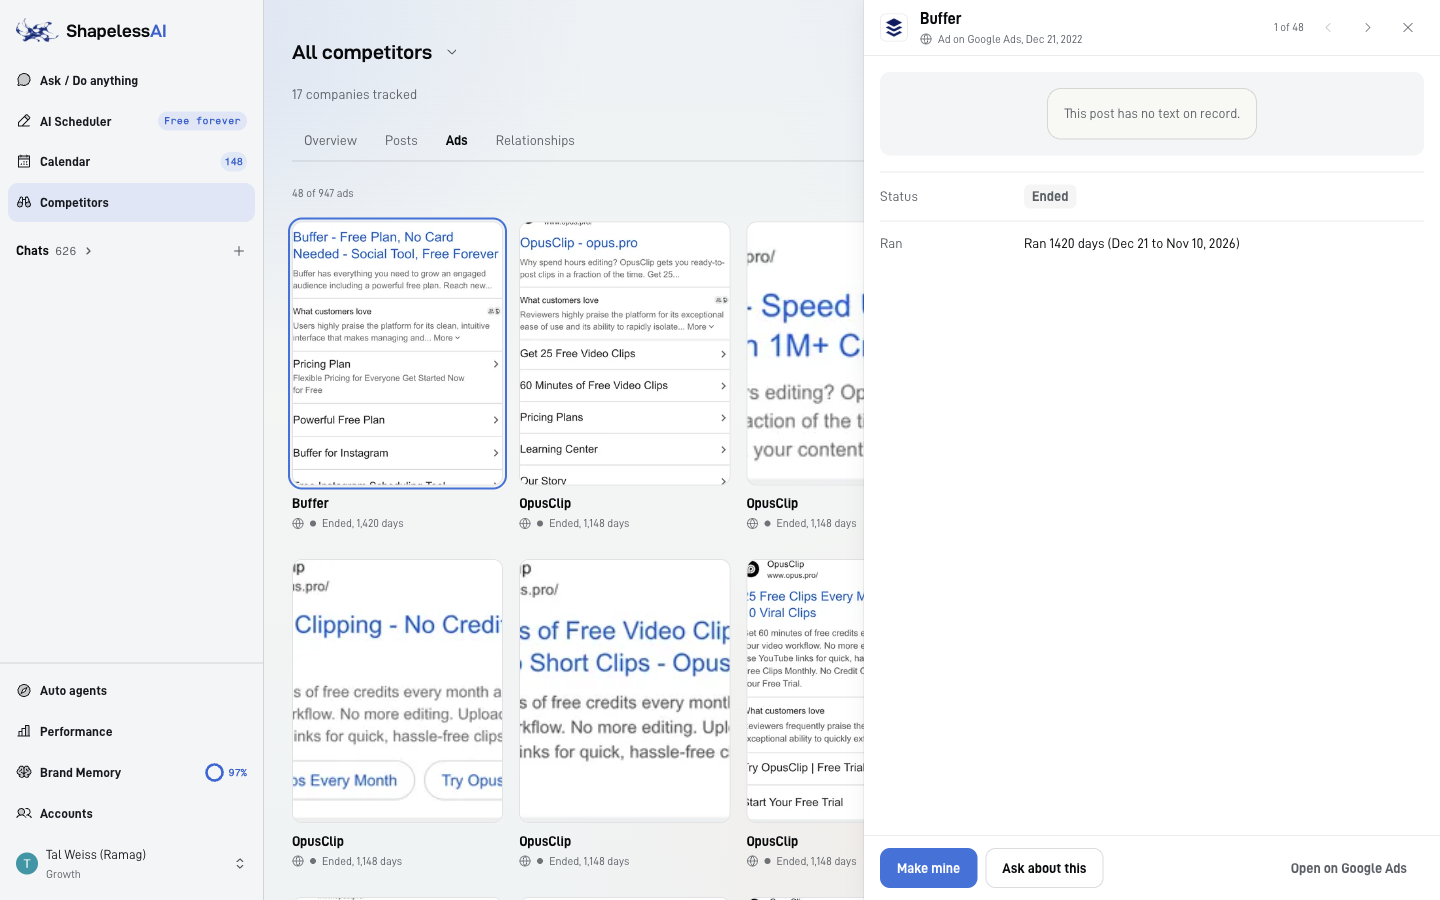 ShapelessAI
Ask / Do anything
AI Scheduler
Free forever
Calendar
148
Competitors
Chats 626
Auto agents
Performance
Brand Memory
97%
Accounts
T
Tal Weiss (Ramag)
Growth
All competitors
17 companies tracked
Overview
Posts
Ads
Relationships
48 of 947 ads
Buffer - Free Plan, No Card
Needed - Social Tool, Free Forever
Buffer has everything you need to grow an engaged
audience including a powerful free plan. Reach new...
What customers love
Users highly praise the platform for its clean, intuitive
interface that makes managing and... More
Pricing Plan
Flexible Pricing for Everyone Get Started Now
for Free
Powerful Free Plan
Buffer for Instagram
Free Instagram Scheduling Tool
Buffer
Ended, 1,420 days
www.opus.pro/
OpusClip - opus.pro
Why spend hours editing? OpusClip gets you ready-to-
post clips in a fraction of the time. Get 25...
What customers love
Reviewers highly praise the platform for its exceptional
ease of use and its ability to rapidly isolate... More
Get 25 Free Video Clips
60 Minutes of Free Video Clips
Pricing Plans
Learning Center
Our Story
OpusClip
Ended, 1,148 days
pro/
- Speed
1M+
editing? Op
action of the
your content
OpusClip
Ended, 1,148 days
s.pro/
Clipping - No Credi
s of free credits every month a
rkflow. No more editing. Upload
inks for quick, hassle-free clips
os Every Month
Try Opus
OpusClip
Ended, 1,148 days
s.pro/
s of Free Video Clip
Short Clips - Opus
s of free credits every mont
rkflow. No more editing. Upl
inks for quick, hassle-free c
OpusClip
Ended, 1,148 days
OpusClip
www.opus.pro/
25 Free Clips Every M
0 Viral Clips
Get 60 minutes of free credits e
our video workflow. No more e
se YouTube links for quick, ha
Free Clips Monthly. No Credit C
our Free Trial.
What customers love
Reviewers frequently praise the
exceptional ability to quickly ex
Try OpusClip | Free Trial
Start Your Free Trial
OpusClip
Ended, 1,148 days
Buffer
Ad on Google Ads, Dec 21, 2022
1 of 48
This post has no text on record.
Status
Ended
Ran
Ran 1420 days (Dec 21 to Nov 10, 2026)
Make mine
Ask about this
Open on Google Ads